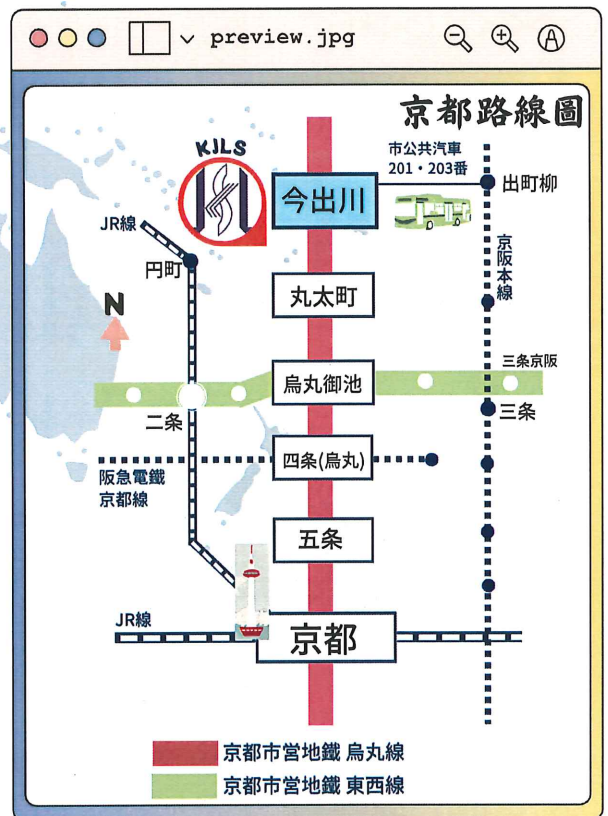 preview.jpg
京都路線圖
KJLS
市公共汽車
201・203番
今出川
出町柳
JR線
円町
京阪本線
N
丸太町
三条京阪
烏丸御池
二条
三条
四条(烏丸)
阪急電鐵
京都線
五条
JR線
京都
京都市営地鐵 烏丸線
京都市営地鐵 東西線